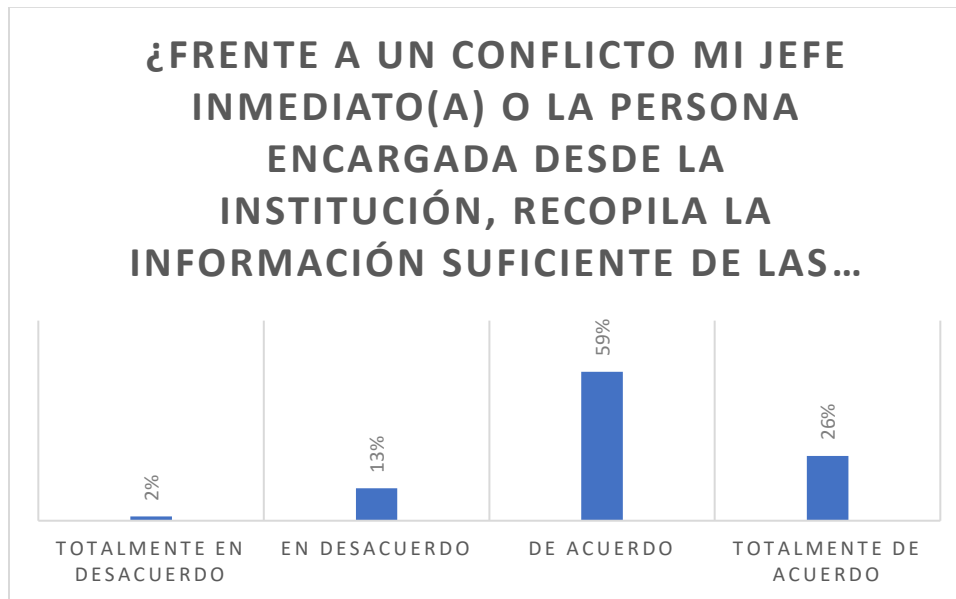 ¿FRENTE A UN CONFLICTO MI JEFE
INMEDIATO(A) O LA PERSONA
ENCARGADA DESDE LA
INSTITUCIÓN, RECOPILA LA
INFORMACIÓN SUFICIENTE DE LAS…
2%
13%
59%
26%
TOTALMENTE EN
DESACUERDO
EN DESACUERDO
DE ACUERDO
TOTALMENTE DE
ACUERDO